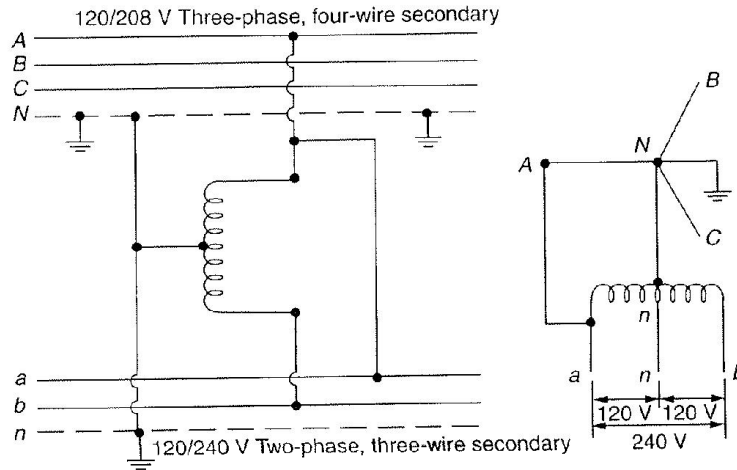 120/208 V Three-phase, four-wire secondary
A
B
C
N
a
b
n
120/240 V Two-phase, three-wire secondary
B
N
A
C
n
a
n
b
120 V
120 V
240 V